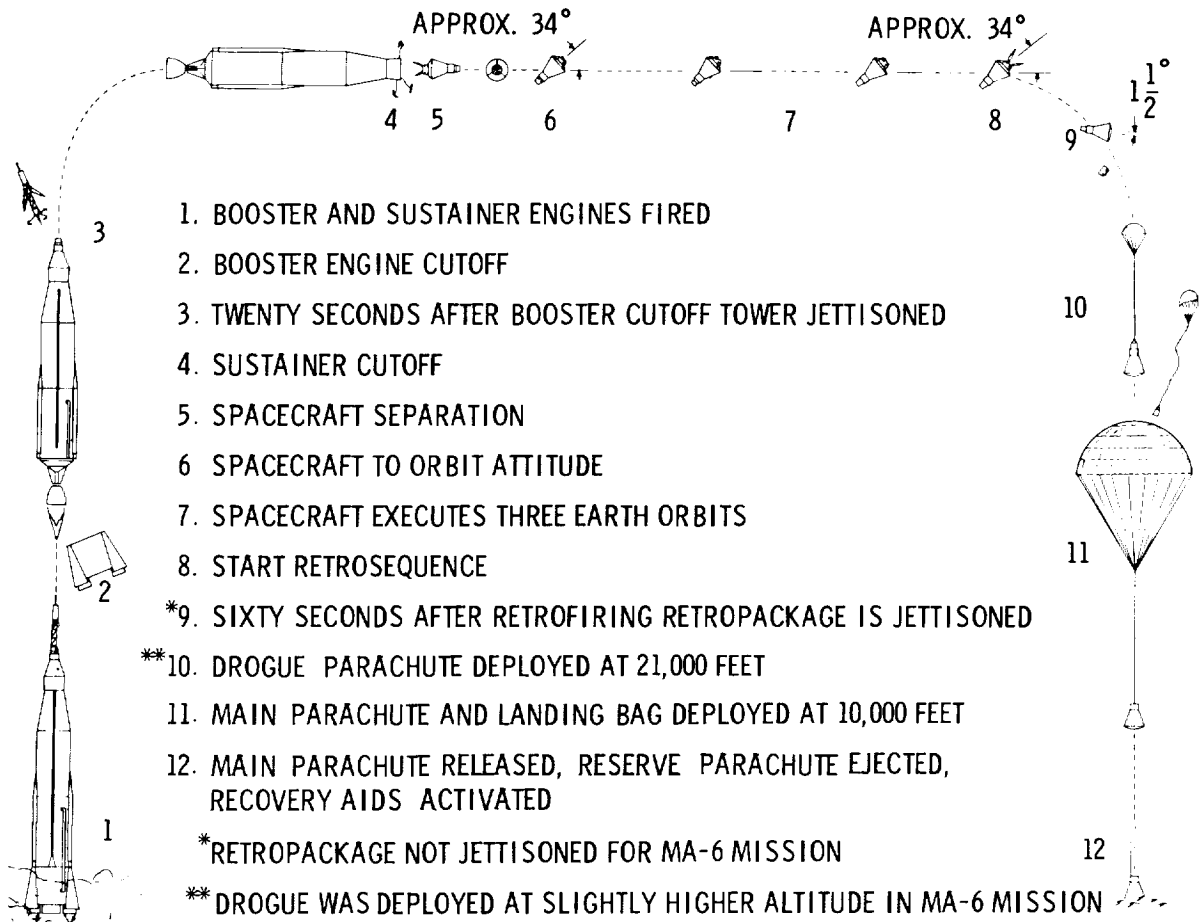 APPROX. 34°
APPROX. 34°
1 1/2°
4
5
6
7
8
9
3
1. BOOSTER AND SUSTAINER ENGINES FIRED
2. BOOSTER ENGINE CUTOFF
3. TWENTY SECONDS AFTER BOOSTER CUTOFF TOWER JETTISONED
10
4. SUSTAINER CUTOFF
5. SPACECRAFT SEPARATION
6 SPACECRAFT TO ORBIT ATTITUDE
7. SPACECRAFT EXECUTES THREE EARTH ORBITS
11
8. START RETROSEQUENCE
2
*9. SIXTY SECONDS AFTER RETROFIRING RETROPACKAGE IS JETTISONED
**10. DROGUE PARACHUTE DEPLOYED AT 21,000 FEET
11. MAIN PARACHUTE AND LANDING BAG DEPLOYED AT 10,000 FEET
12. MAIN PARACHUTE RELEASED, RESERVE PARACHUTE EJECTED,
RECOVERY AIDS ACTIVATED
1
*RETROPACKAGE NOT JETTISONED FOR MA-6 MISSION
12
**DROGUE WAS DEPLOYED AT SLIGHTLY HIGHER ALTITUDE IN MA-6 MISSION